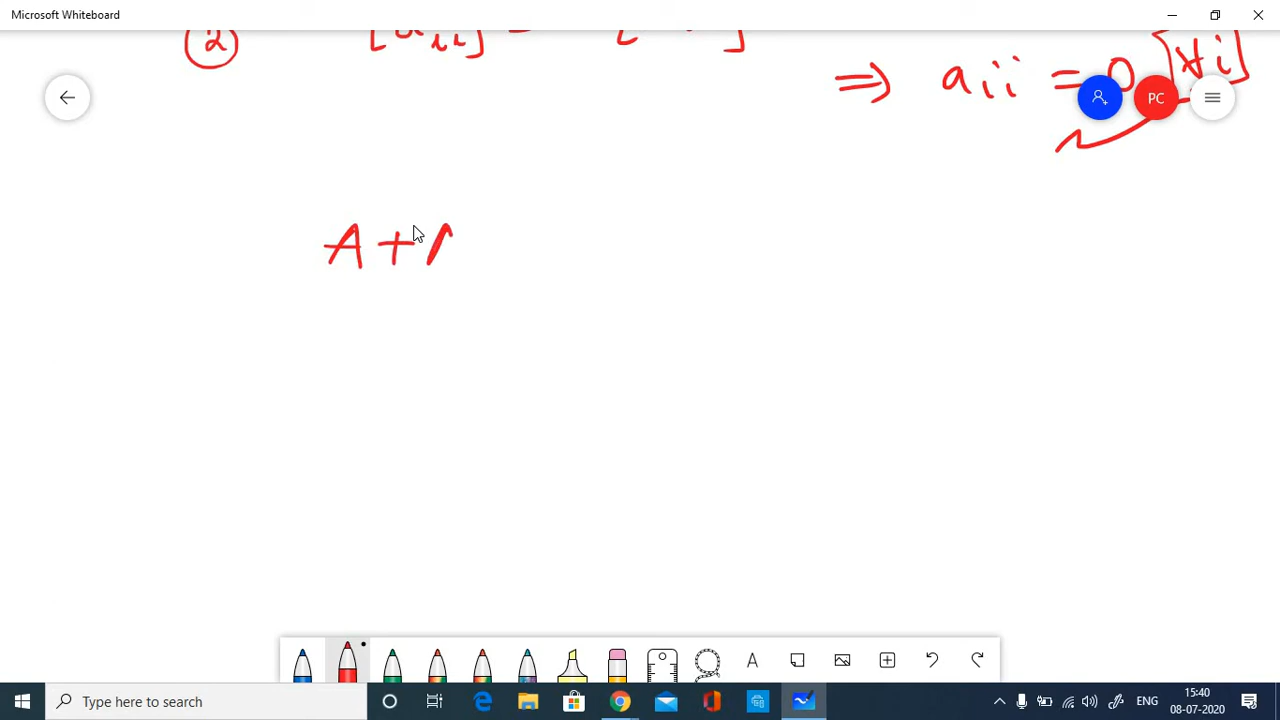 Microsoft Whiteboard
②
⇒ aii = 0 [∀i]
PC
A +
A
Type here to search
ENG
15:40
08-07-2020